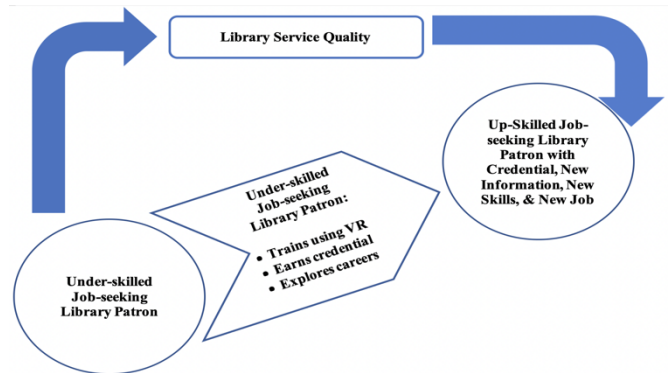 Library Service Quality
Up-Skilled Job-
seeking Library
Patron with
Credential, New
Information, New
Skills, & New Job
Under-skilled
Job-seeking
Library Patron:
• Trains using VR
• Earns credential
• Explores careers
Under-skilled
Job-seeking
Library Patron